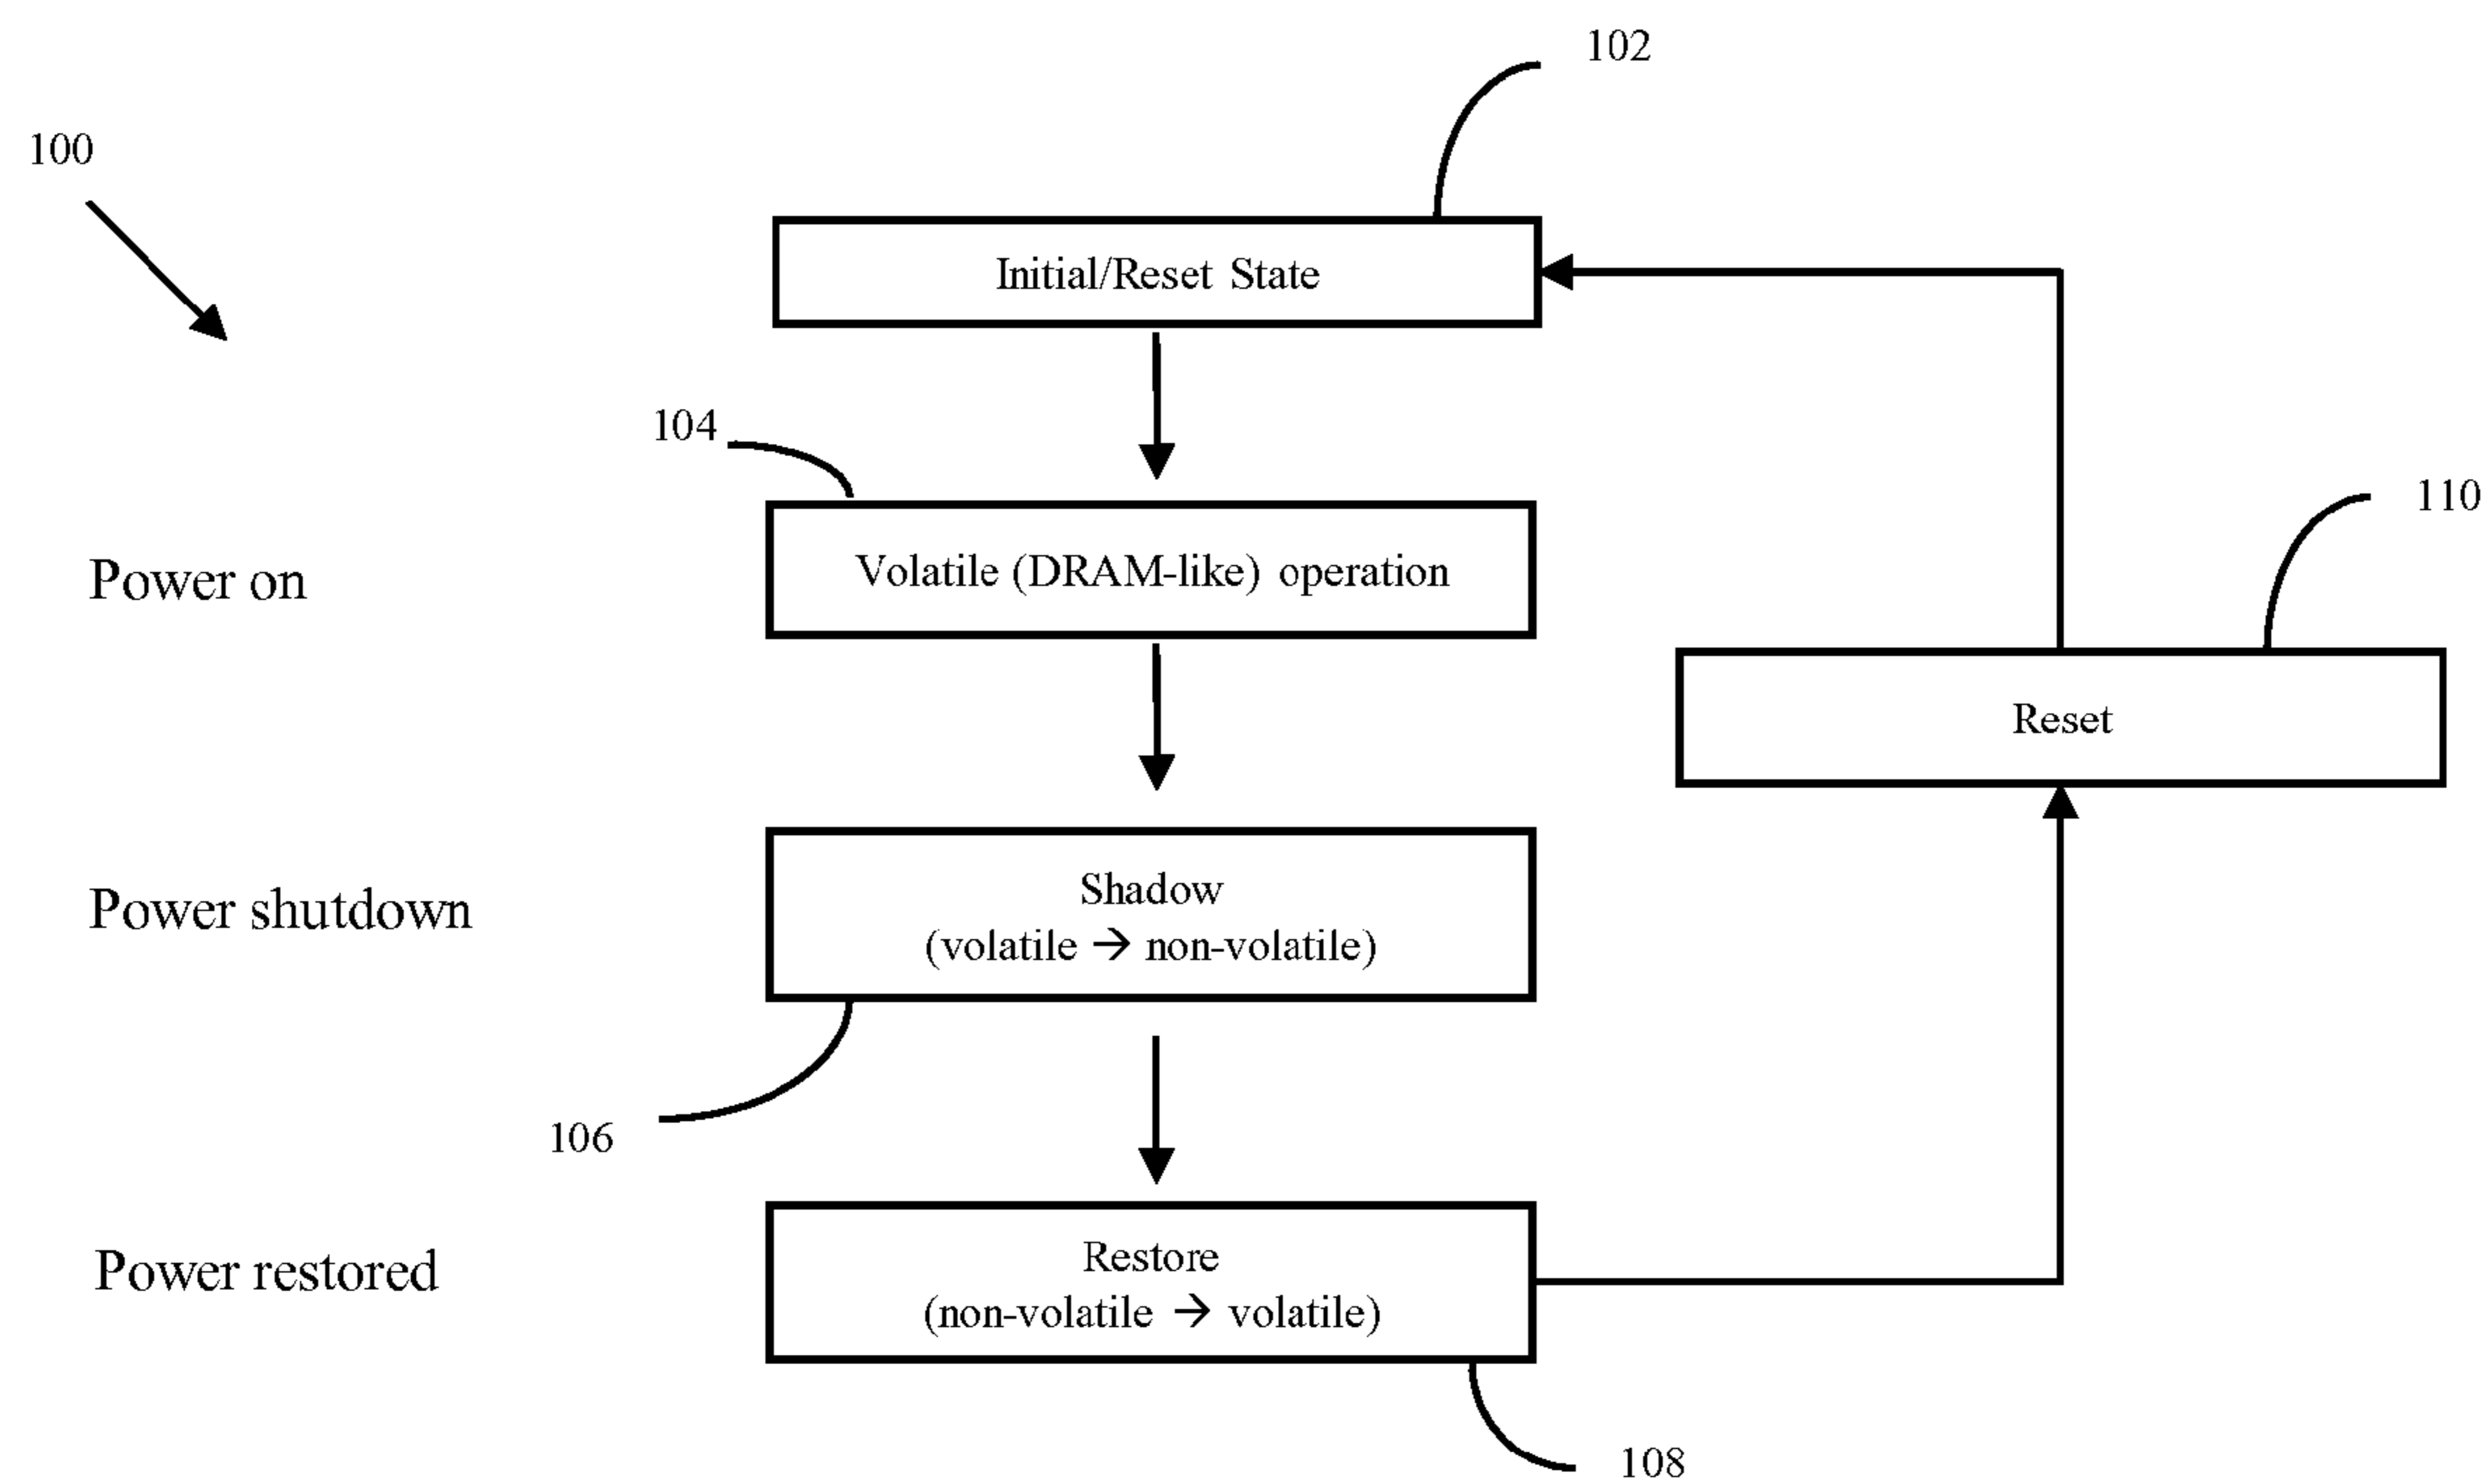 102
100
Initial/Reset State
104
110
Power on
Volatile (DRAM-like) operation
Reset
Power shutdown
Shadow
(volatile → non-volatile)
106
Power restored
Restore
(non-volatile → volatile)
108